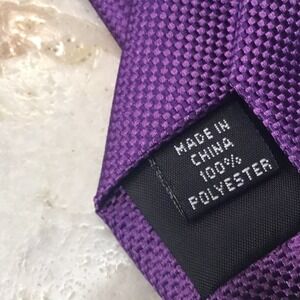 MADE IN
CHINA
100%
POLYESTER